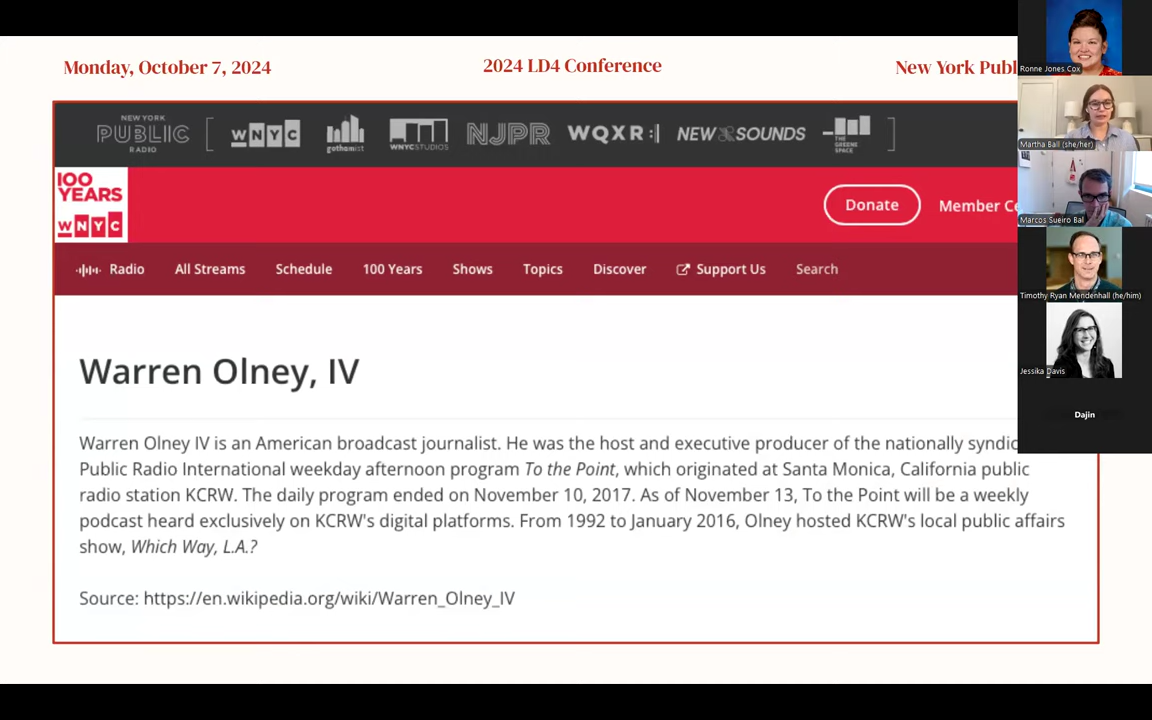 Monday, October 7, 2024
2024 LD4 Conference
New York Publ
NEW YORK
PUBLIC
RADIO
WNYC
gothamist
WNYC STUDIOS
NJPR
WQXR
NEW SOUNDS
THE
GREENE
SPACE
100
YEARS
WNYC
Donate
Member Ce
Radio
All Streams
Schedule
100 Years
Shows
Topics
Discover
Support Us
Search
Warren Olney, IV
Warren Olney IV is an American broadcast journalist. He was the host and executive producer of the nationally syndic
Public Radio International weekday afternoon program To the Point, which originated at Santa Monica, California public
radio station KCRW. The daily program ended on November 10, 2017. As of November 13, To the Point will be a weekly
podcast heard exclusively on KCRW's digital platforms. From 1992 to January 2016, Olney hosted KCRW's local public affairs
show, Which Way, L.A.?
Source: https://en.wikipedia.org/wiki/Warren_Olney_IV
Ronne Jones Cox
Martha Ball (she/her)
Marcos Sueiro Bal
Timothy Ryan Mendenhall (he/him)
Jessika Davis
Dajin